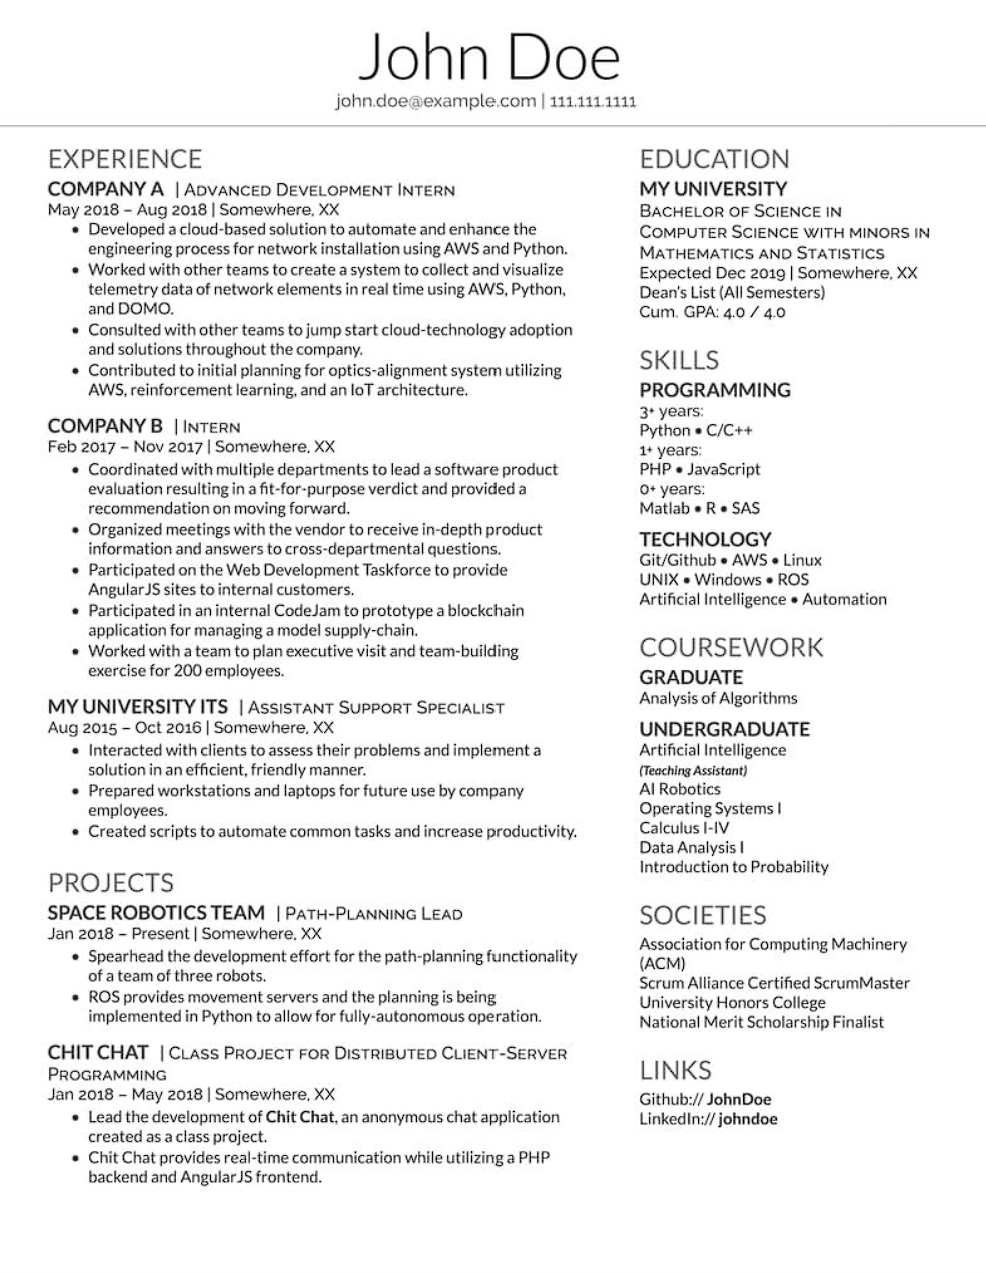 John Doe
john.doe@example.com | 111.111.1111
EXPERIENCE
COMPANY A | ADVANCED DEVELOPMENT INTERN
May 2018 – Aug 2018 | Somewhere, XX
• Developed a cloud-based solution to automate and enhance the
engineering process for network installation using AWS and Python.
• Worked with other teams to create a system to collect and visualize
telemetry data of network elements in real time using AWS, Python,
and DOMO.
• Consulted with other teams to jump start cloud-technology adoption
and solutions throughout the company.
• Contributed to initial planning for optics-alignment system utilizing
AWS, reinforcement learning, and an IoT architecture.
COMPANY B | INTERN
Feb 2017 – Nov 2017 | Somewhere, XX
• Coordinated with multiple departments to lead a software product
evaluation resulting in a fit-for-purpose verdict and provided a
recommendation on moving forward.
• Organized meetings with the vendor to receive in-depth product
information and answers to cross-departmental questions.
• Participated on the Web Development Taskforce to provide
AngularJS sites to internal customers.
• Participated in an internal CodeJam to prototype a blockchain
application for managing a model supply-chain.
• Worked with a team to plan executive visit and team-building
exercise for 200 employees.
MY UNIVERSITY ITS | ASSISTANT SUPPORT SPECIALIST
Aug 2015 – Oct 2016 | Somewhere, XX
• Interacted with clients to assess their problems and implement a
solution in an efficient, friendly manner.
• Prepared workstations and laptops for future use by company
employees.
• Created scripts to automate common tasks and increase productivity.
PROJECTS
SPACE ROBOTICS TEAM | PATH-PLANNING LEAD
Jan 2018 – Present | Somewhere, XX
• Spearhead the development effort for the path-planning functionality
of a team of three robots.
• ROS provides movement servers and the planning is being
implemented in Python to allow for fully-autonomous operation.
CHIT CHAT | CLASS PROJECT FOR DISTRIBUTED CLIENT-SERVER
PROGRAMMING
Jan 2018 – May 2018 | Somewhere, XX
• Lead the development of Chit Chat, an anonymous chat application
created as a class project.
• Chit Chat provides real-time communication while utilizing a PHP
backend and AngularJS frontend.
EDUCATION
MY UNIVERSITY
BACHELOR OF SCIENCE IN
COMPUTER SCIENCE WITH MINORS IN
MATHEMATICS AND STATISTICS
Expected Dec 2019 | Somewhere, XX
Dean's List (All Semesters)
Cum. GPA: 4.0 / 4.0
SKILLS
PROGRAMMING
3+ years:
Python • C/C++
1+ years:
PHP • JavaScript
0+ years:
Matlab • R • SAS
TECHNOLOGY
Git/Github • AWS • Linux
UNIX • Windows • ROS
Artificial Intelligence • Automation
COURSEWORK
GRADUATE
Analysis of Algorithms
UNDERGRADUATE
Artificial Intelligence
(Teaching Assistant)
AI Robotics
Operating Systems I
Calculus I-IV
Data Analysis I
Introduction to Probability
SOCIETIES
Association for Computing Machinery
(ACM)
Scrum Alliance Certified ScrumMaster
University Honors College
National Merit Scholarship Finalist
LINKS
Github:// JohnDoe
LinkedIn:// johndoe